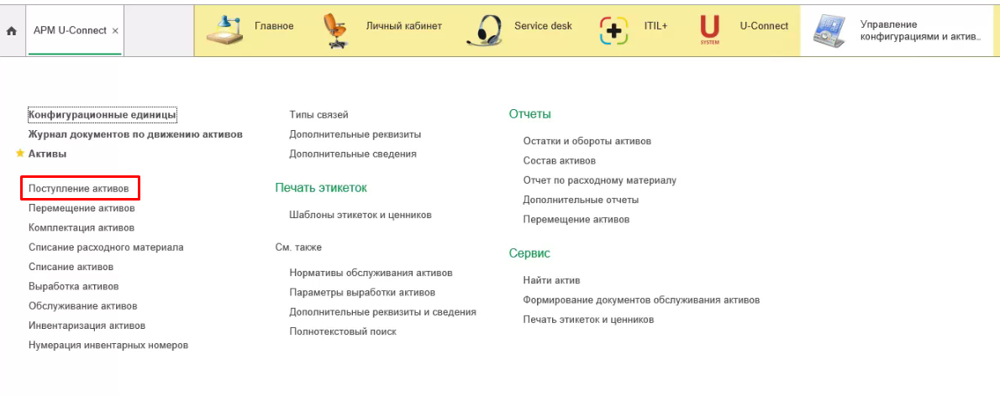 АРМ U-Connect ×
Главное
Личный кабинет
Service desk
ITIL+
U SYSTEM
U-Connect
Управление
конфигурациями и актив...
Конфигурационные единицы
Журнал документов по движению активов
Активы
Поступление активов
Перемещение активов
Комплектация активов
Списание расходного материала
Списание активов
Выработка активов
Обслуживание активов
Инвентаризация активов
Нумерация инвентарных номеров
Типы связей
Дополнительные реквизиты
Дополнительные сведения
Печать этикеток
Шаблоны этикеток и ценников
См. также
Нормативы обслуживания активов
Параметры выработки активов
Дополнительные реквизиты и сведения
Полнотекстовый поиск
Отчеты
Остатки и обороты активов
Состав активов
Отчет по расходному материалу
Дополнительные отчеты
Перемещение активов
Сервис
Найти актив
Формирование документов обслуживания активов
Печать этикеток и ценников